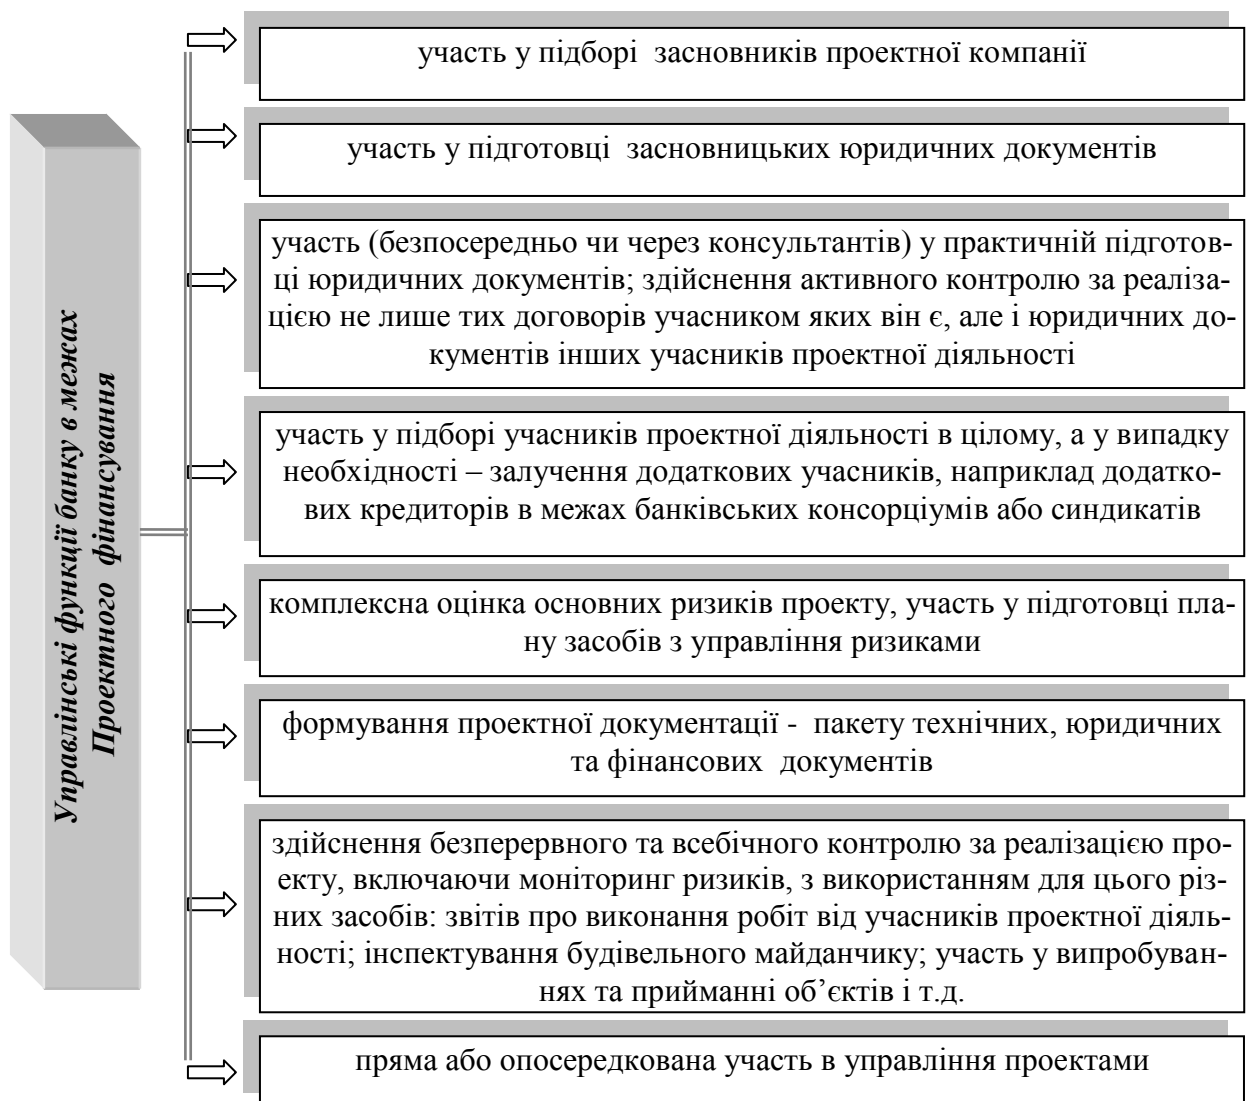 Управлінські функції банку в межах
Проектного фінансування
участь у підборі засновників проектної компанії
участь у підготовці засновницьких юридичних документів
участь (безпосередньо чи через консультантів) у практичній підготов-
ці юридичних документів; здійснення активного контролю за реаліза-
цією не лише тих договорів учасником яких він є, але і юридичних до-
кументів інших учасників проектної діяльності
участь у підборі учасників проектної діяльності в цілому, а у випадку
необхідності – залучення додаткових учасників, наприклад додатко-
вих кредиторів в межах банківських консорціумів або синдикатів
комплексна оцінка основних ризиків проекту, участь у підготовці пла-
ну засобів з управління ризиками
формування проектної документації - пакету технічних, юридичних
та фінансових документів
здійснення безперервного та всебічного контролю за реалізацією про-
екту, включаючи моніторинг ризиків, з використанням для цього різ-
них засобів: звітів про виконання робіт від учасників проектної діяль-
ності; інспектування будівельного майданчику; участь у випробуван-
нях та прийманні об’єктів і т.д.
пряма або опосередкована участь в управління проектами